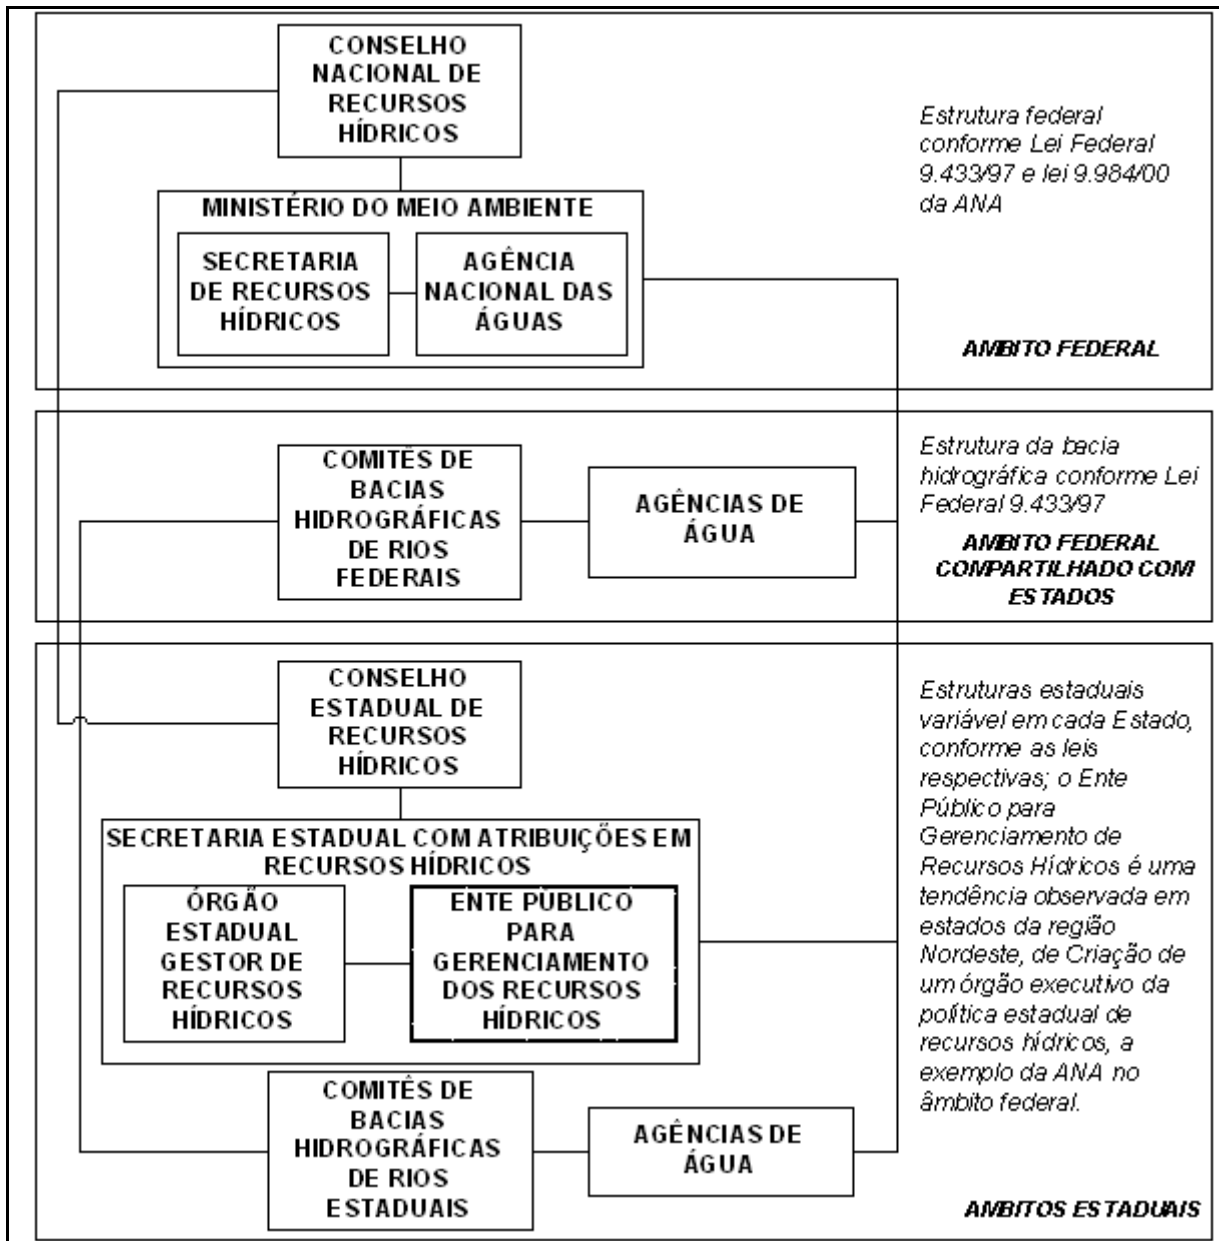 CONSELHO
NACIONAL DE
RECURSOS
HÍDRICOS
Estrutura federal
conforme Lei Federal
9.433/97 e lei 9.984/00
da ANA
MINISTÉRIO DO MEIO AMBIENTE
SECRETARIA
DE RECURSOS
HÍDRICOS
AGÊNCIA
NACIONAL DAS
ÁGUAS
AMBITO FEDERAL
COMITÊS DE
BACIAS
HIDROGRÁFICAS
DE RIOS
FEDERAIS
AGÊNCIAS DE
ÁGUA
Estrutura da bacia
hidrográfica conforme Lei
Federal 9.433/97
AMBITO FEDERAL
COMPARTILHADO COM
ESTADOS
CONSELHO
ESTADUAL DE
RECURSOS
HÍDRICOS
SECRETARIA ESTADUAL COM ATRIBUIÇÕES EM
RECURSOS HÍDRICOS
ÓRGÃO
ESTADUAL
GESTOR DE
RECURSOS
HÍDRICOS
ENTE PÚBLICO
PARA
GERENCIAMENTO
DOS RECURSOS
HÍDRICOS
COMITÊS DE
BACIAS
HIDROGRÁFICAS
DE RIOS
ESTADUAIS
AGÊNCIAS DE
ÁGUA
Estruturas estaduais
variável em cada Estado,
conforme as leis
respectivas; o Ente
Público para
Gerenciamento de
Recursos Hídricos é uma
tendência observada em
estados da região
Nordeste, de Criação de
um órgão executivo da
política estadual de
recursos hídricos, a
exemplo da ANA no
âmbito federal.
AMBITOS ESTADUAIS